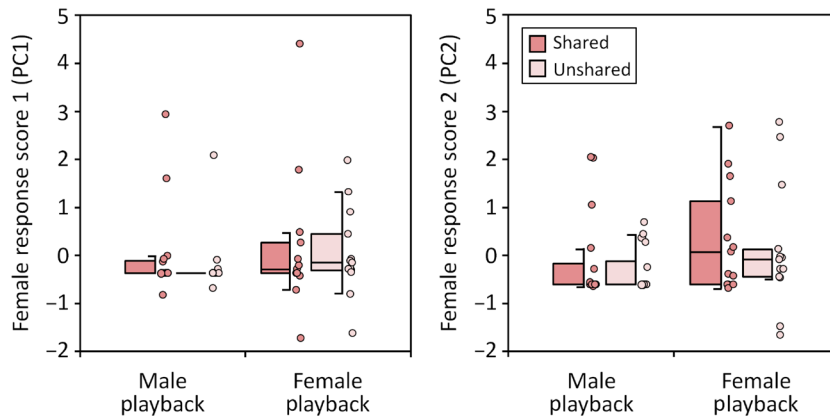 Female response score 1 (PC1)
5
4
3
2
1
0
−1
−2
Male
playback
Female
playback
Female response score 2 (PC2)
5
4
3
2
1
0
−1
−2
Shared
Unshared
Male
playback
Female
playback